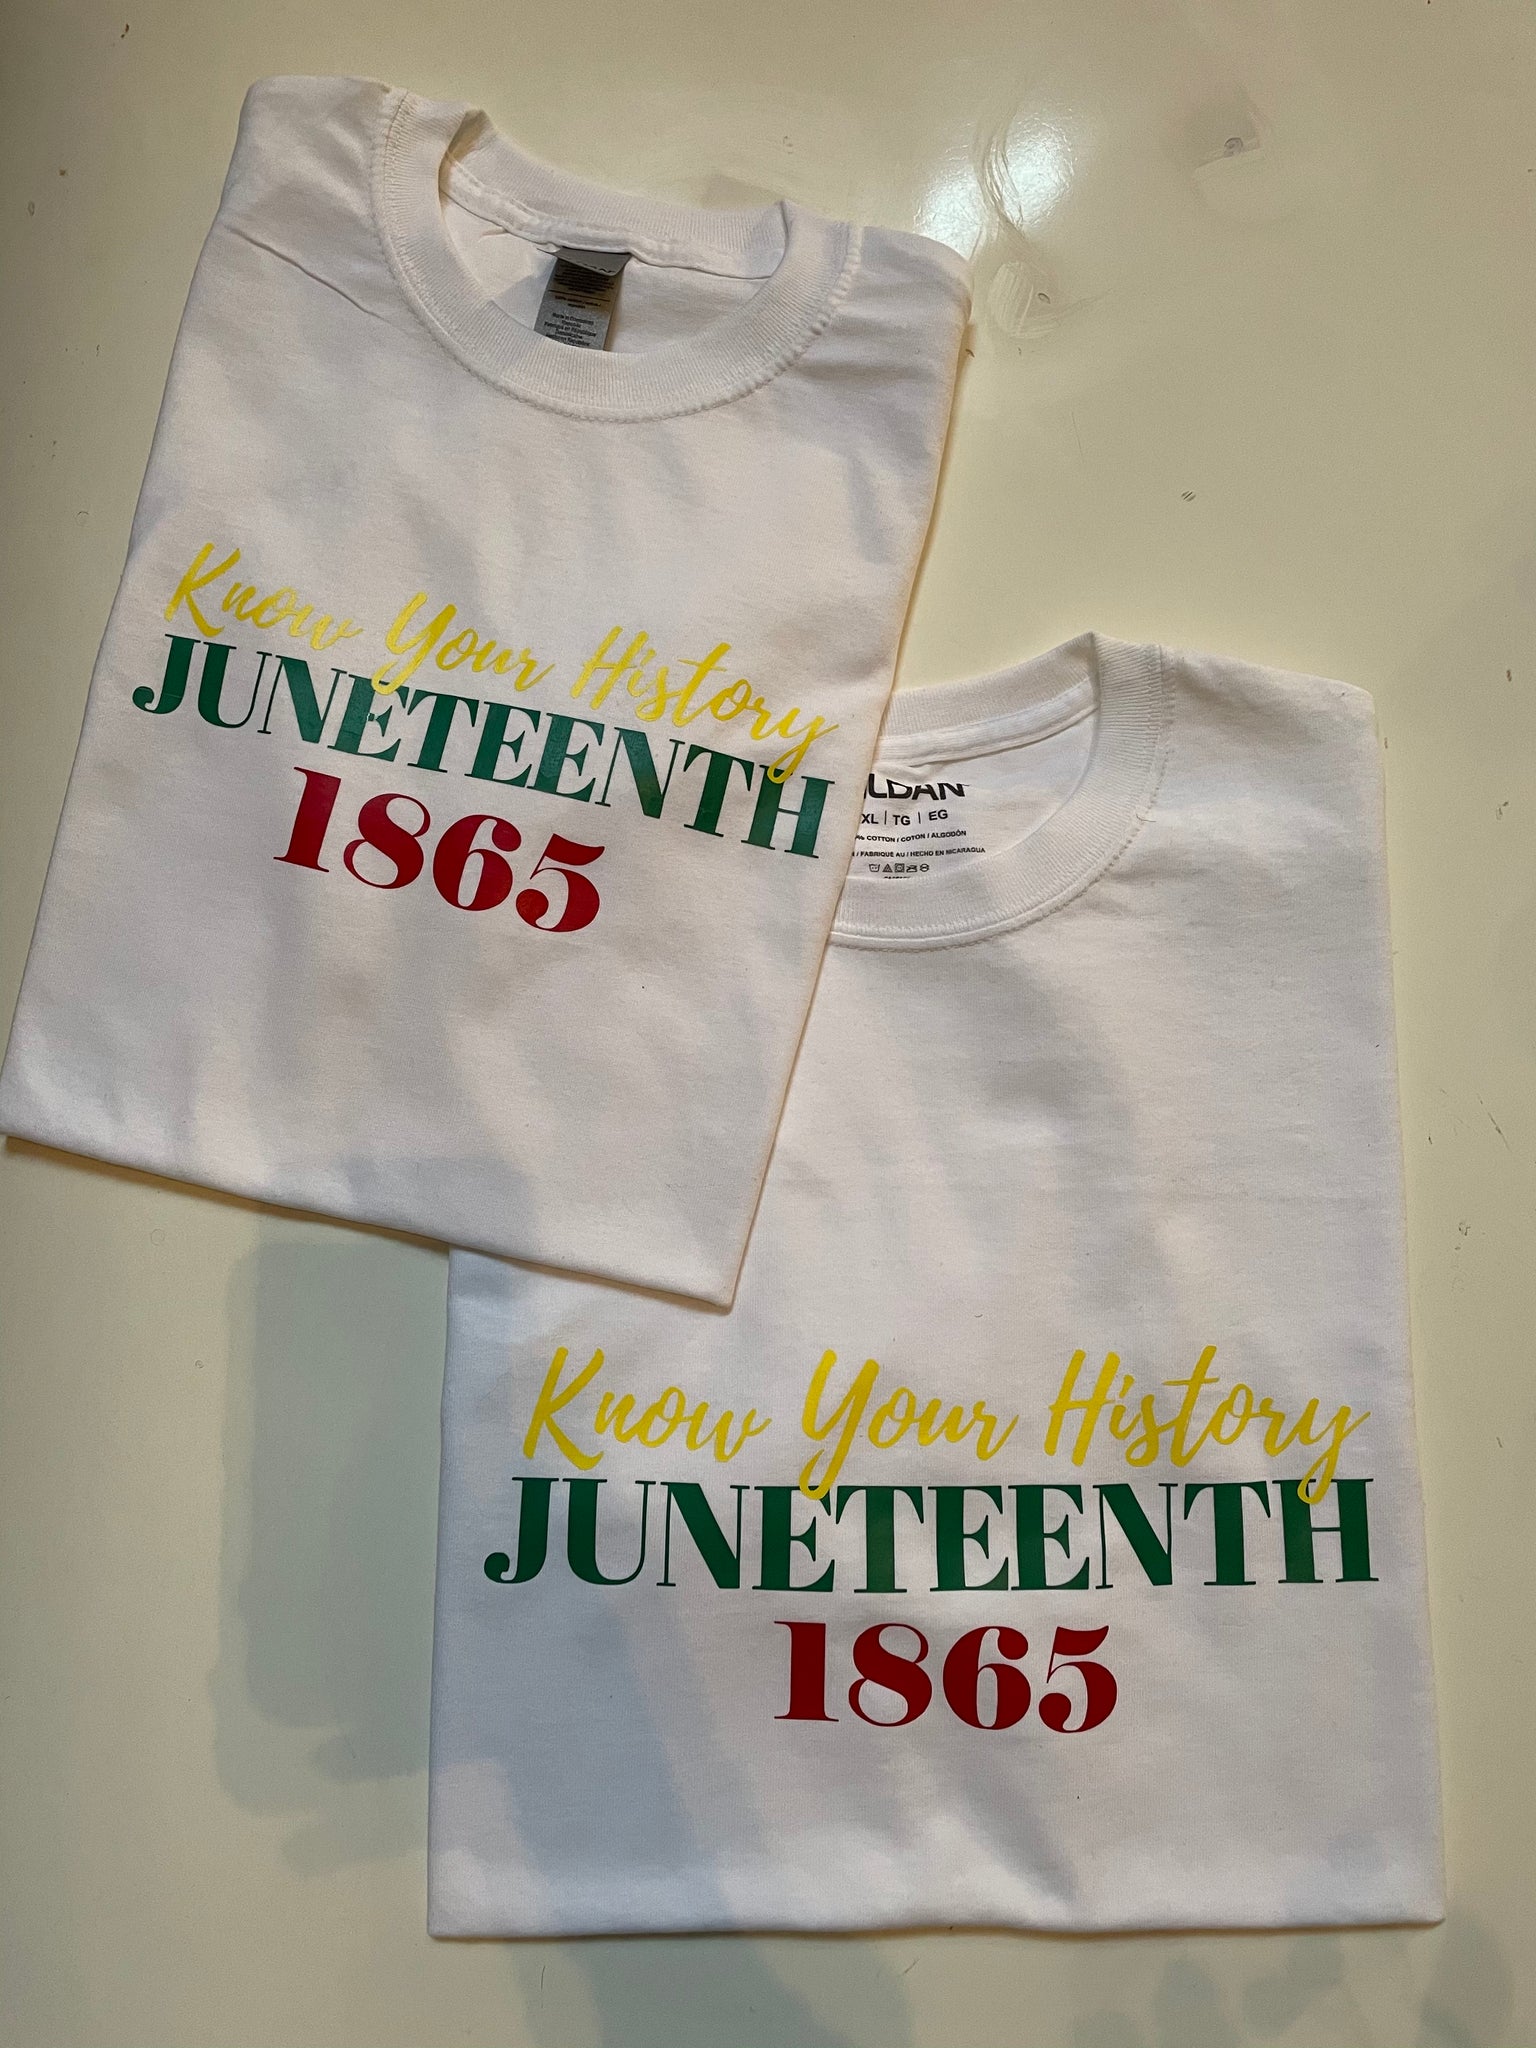 Know Your History
JUNETEENTH
1865
XL | TG | EG
COTTON / COTON / ALGODÓN
/ FABRIQUÉ AU / HECHO EN NICARAGUA
Know Your History
JUNETEENTH
1865